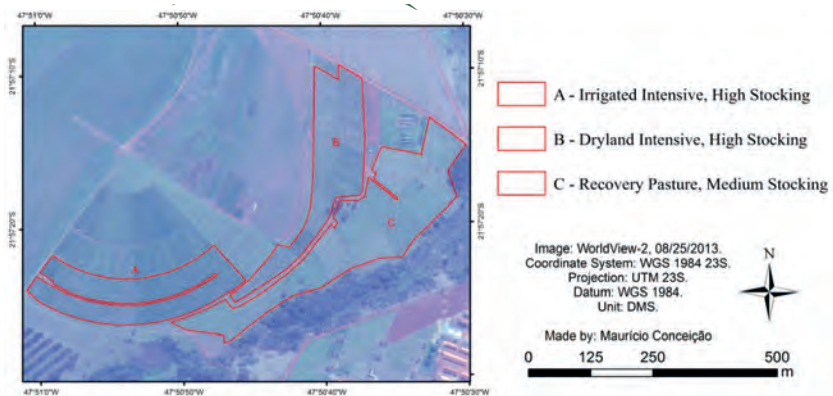 47°51'0"W 47°50'50"W 47°50'40"W 47°50'30"W
21°57'10"S
21°57'10"S
21°57'20"S
21°57'20"S
A
B
C
47°51'0"W 47°50'50"W 47°50'40"W 47°50'30"W
A - Irrigated Intensive, High Stocking
B - Dryland Intensive, High Stocking
C - Recovery Pasture, Medium Stocking
Image: WorldView-2, 08/25/2013.
Coordinate System: WGS 1984 23S.
Projection: UTM 23S.
Datum: WGS 1984.
Unit: DMS.
N
Made by: Maurício Conceição
0 125 250 500
m